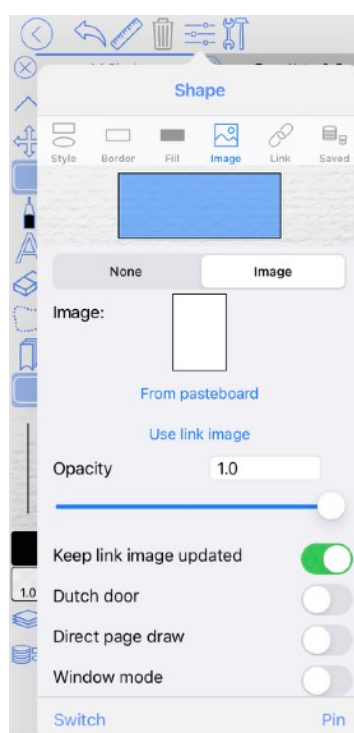 Shape
Style Border Fill Image Link Saved
None Image
Image:
From pasteboard
Use link image
Opacity 1.0
Keep link image updated
1.0 Dutch door
Direct page draw
Window mode
Switch Pin